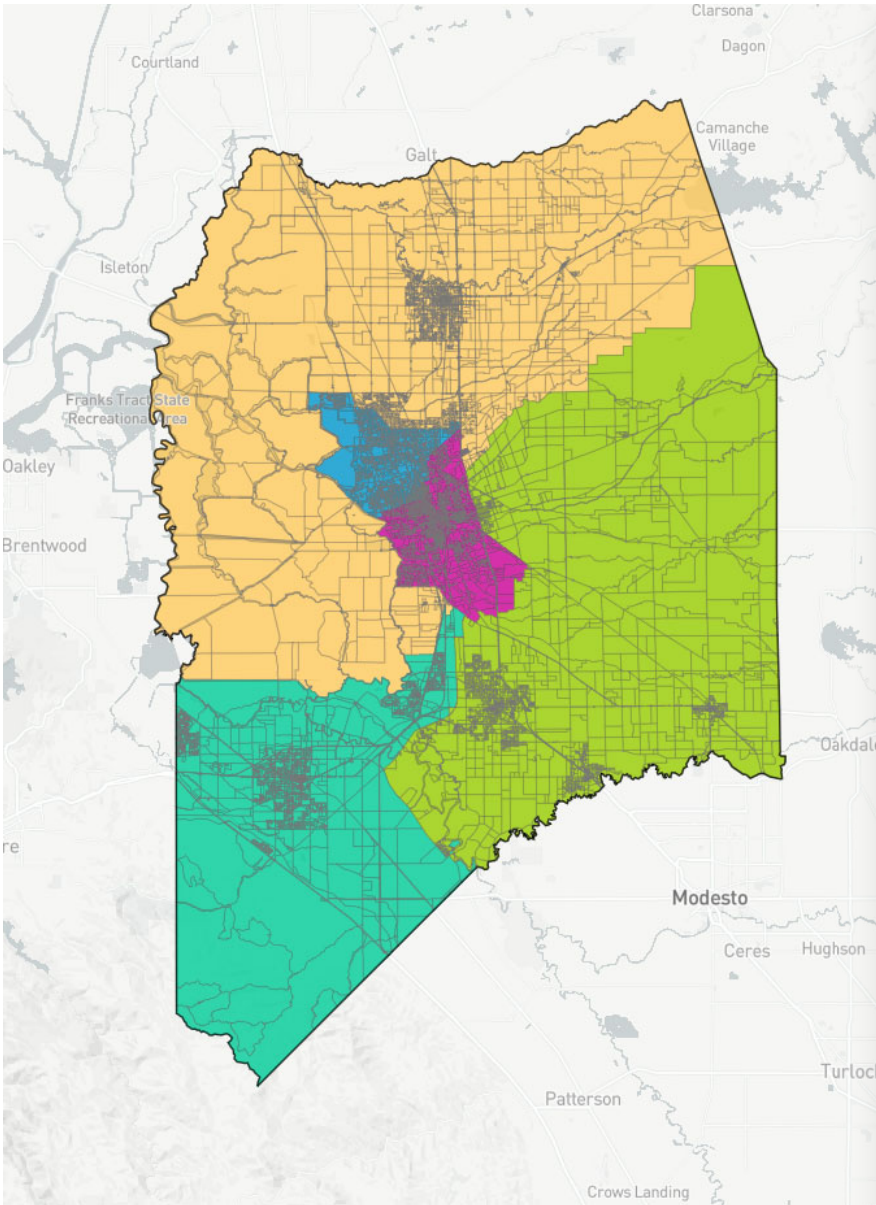 Clarsona
Dagon
Courtland
Camanche
Village
Galt
Isleton
Franks Tract State
Recreational Area
Oakley
Brentwood
Oakdale
re
Modesto
Ceres
Hughson
Turlock
Patterson
Crows Landing